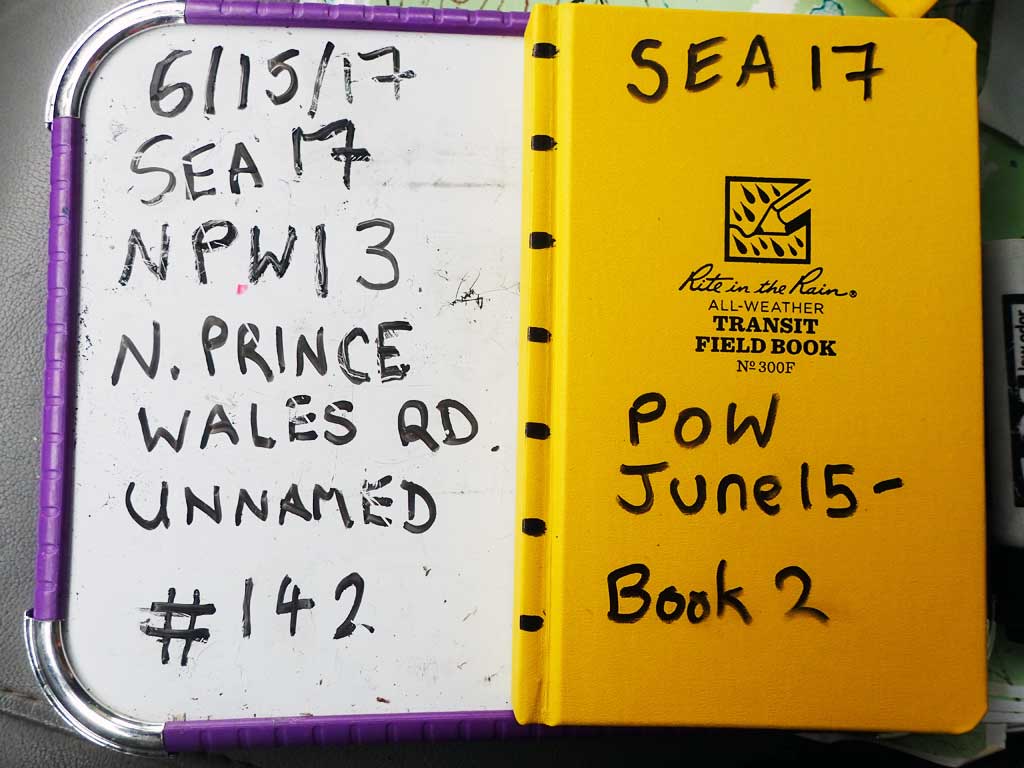 6/15/17
SEA 17
NPW13
N. PRINCE
WALES RD.
UNNAMED
#142
SEA 17
Rite in the Rain®
ALL-WEATHER
TRANSIT
FIELD BOOK
Nº 300F
POW
June 15-
Book 2